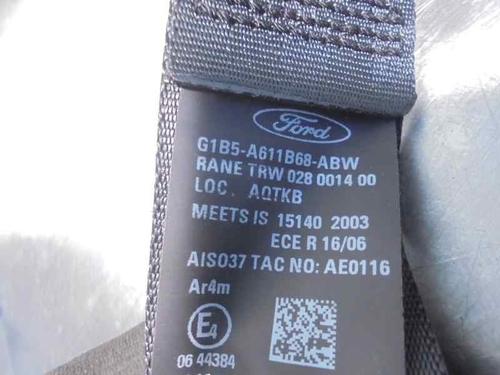 Ford
G1B5-A611B68-ABW
RANE TRW 028 0014 00
LOC. AQTKB
MEETS IS 15140 2003
ECE R 16/06
AIS037 TAC NO: AE0116
Ar4m
E4
06 44384